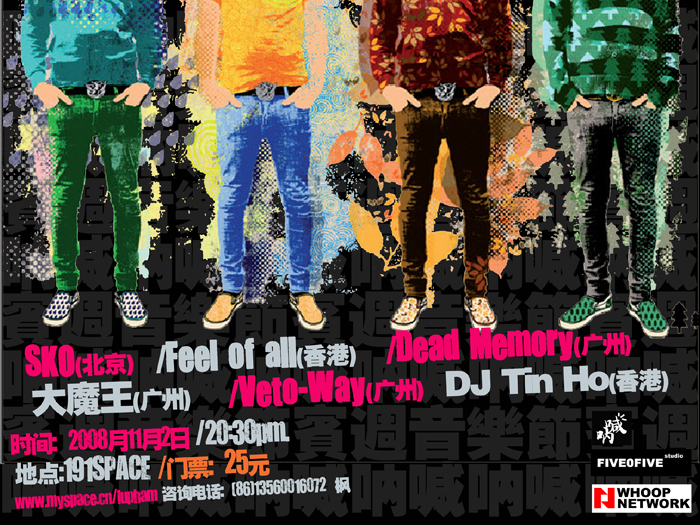 SKO(北京) /Feel of all(香港) /Dead Memory(广州)
大魔王(广州) /Veto-Way(广州) DJ Tin Ho(香港)
时间: 2008月11月2日 /20:30pm.
地点:191SPACE /门票: 25元
www.myspace.cn/lupham 咨询电话: (86)13560016072 枫
呐喊
FIVE0FIVE studio
N WHOOP NETWORK